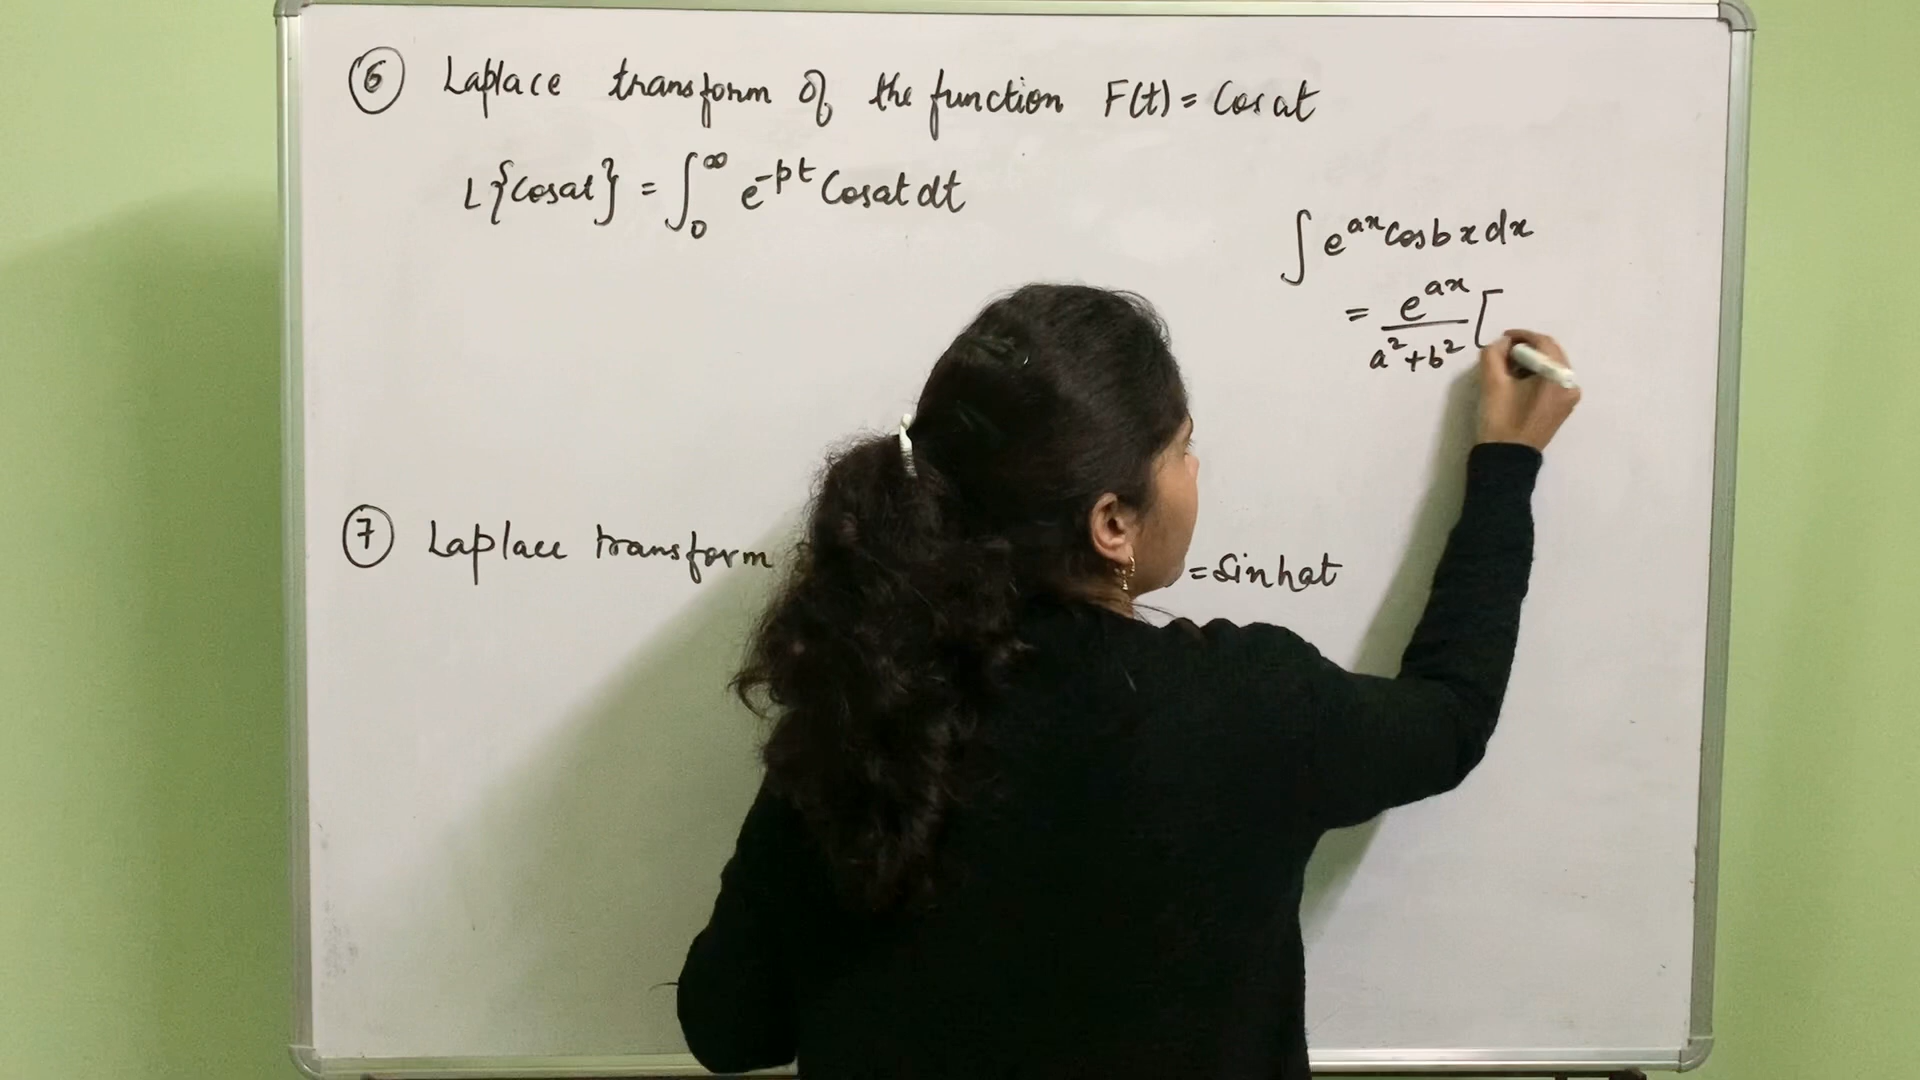 ⑥ Laplace transform of the function F(t) = Cos at
L{Cosat} = ∫₀^∞ e^-pt Cosat dt
∫ e^ax cosb x dx
= e^ax / a²+b² [
⑦ Laplace transform = Sinhat